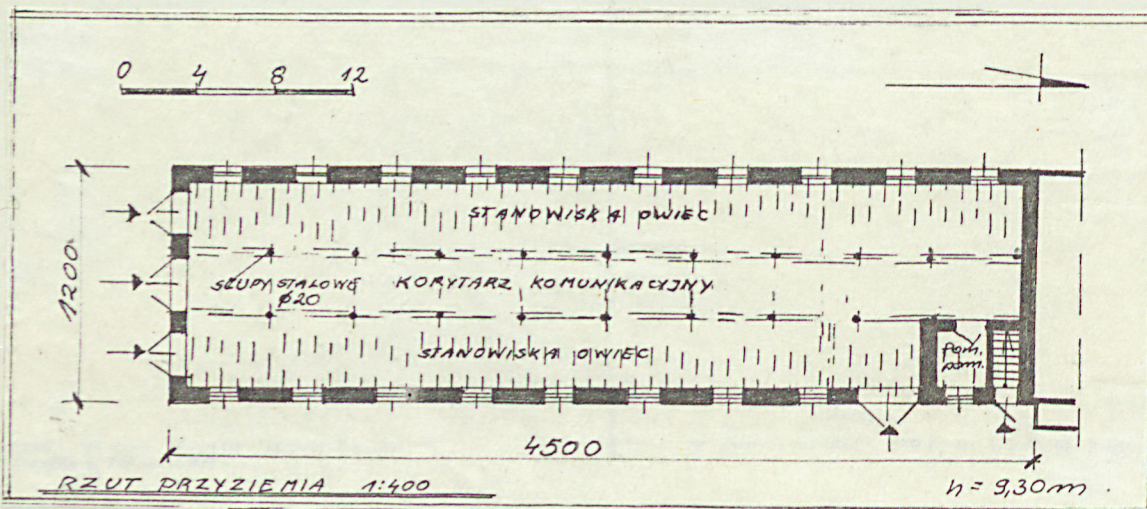 0 4 8 12
1200
STANOWISKA OWIEC
SŁUPY STALOWE KORYTARZ KOMUNIKACYJNY
Ø20
STANOWISKA OWIEC
pom.
pom.
4500
RZUT PRZYZIEMIA 1:400
h = 9,30m.